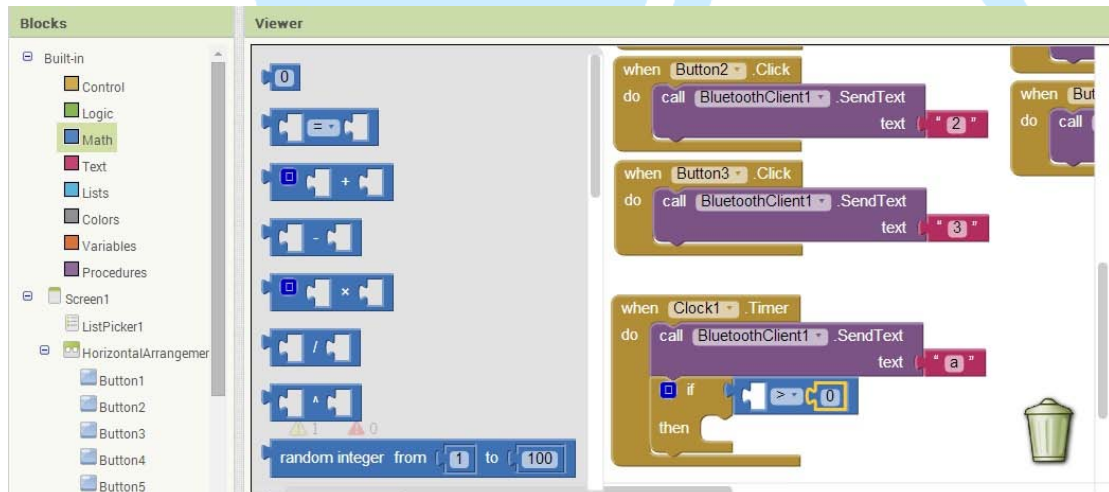 Blocks
Viewer
Built-in
Control
Logic
Math
Text
Lists
Colors
Variables
Procedures
Screen1
ListPicker1
HorizontalArrangemer
Button1
Button2
Button3
Button4
Button5
0
=
+
-
×
/
^
1 0
random integer from 1 to 100
when Button2 .Click
do call BluetoothClient1 .SendText
text " 2 "
when Button3 .Click
do call BluetoothClient1 .SendText
text " 3 "
when Clock1 .Timer
do call BluetoothClient1 .SendText
text " a "
if > 0
then
when But
do call